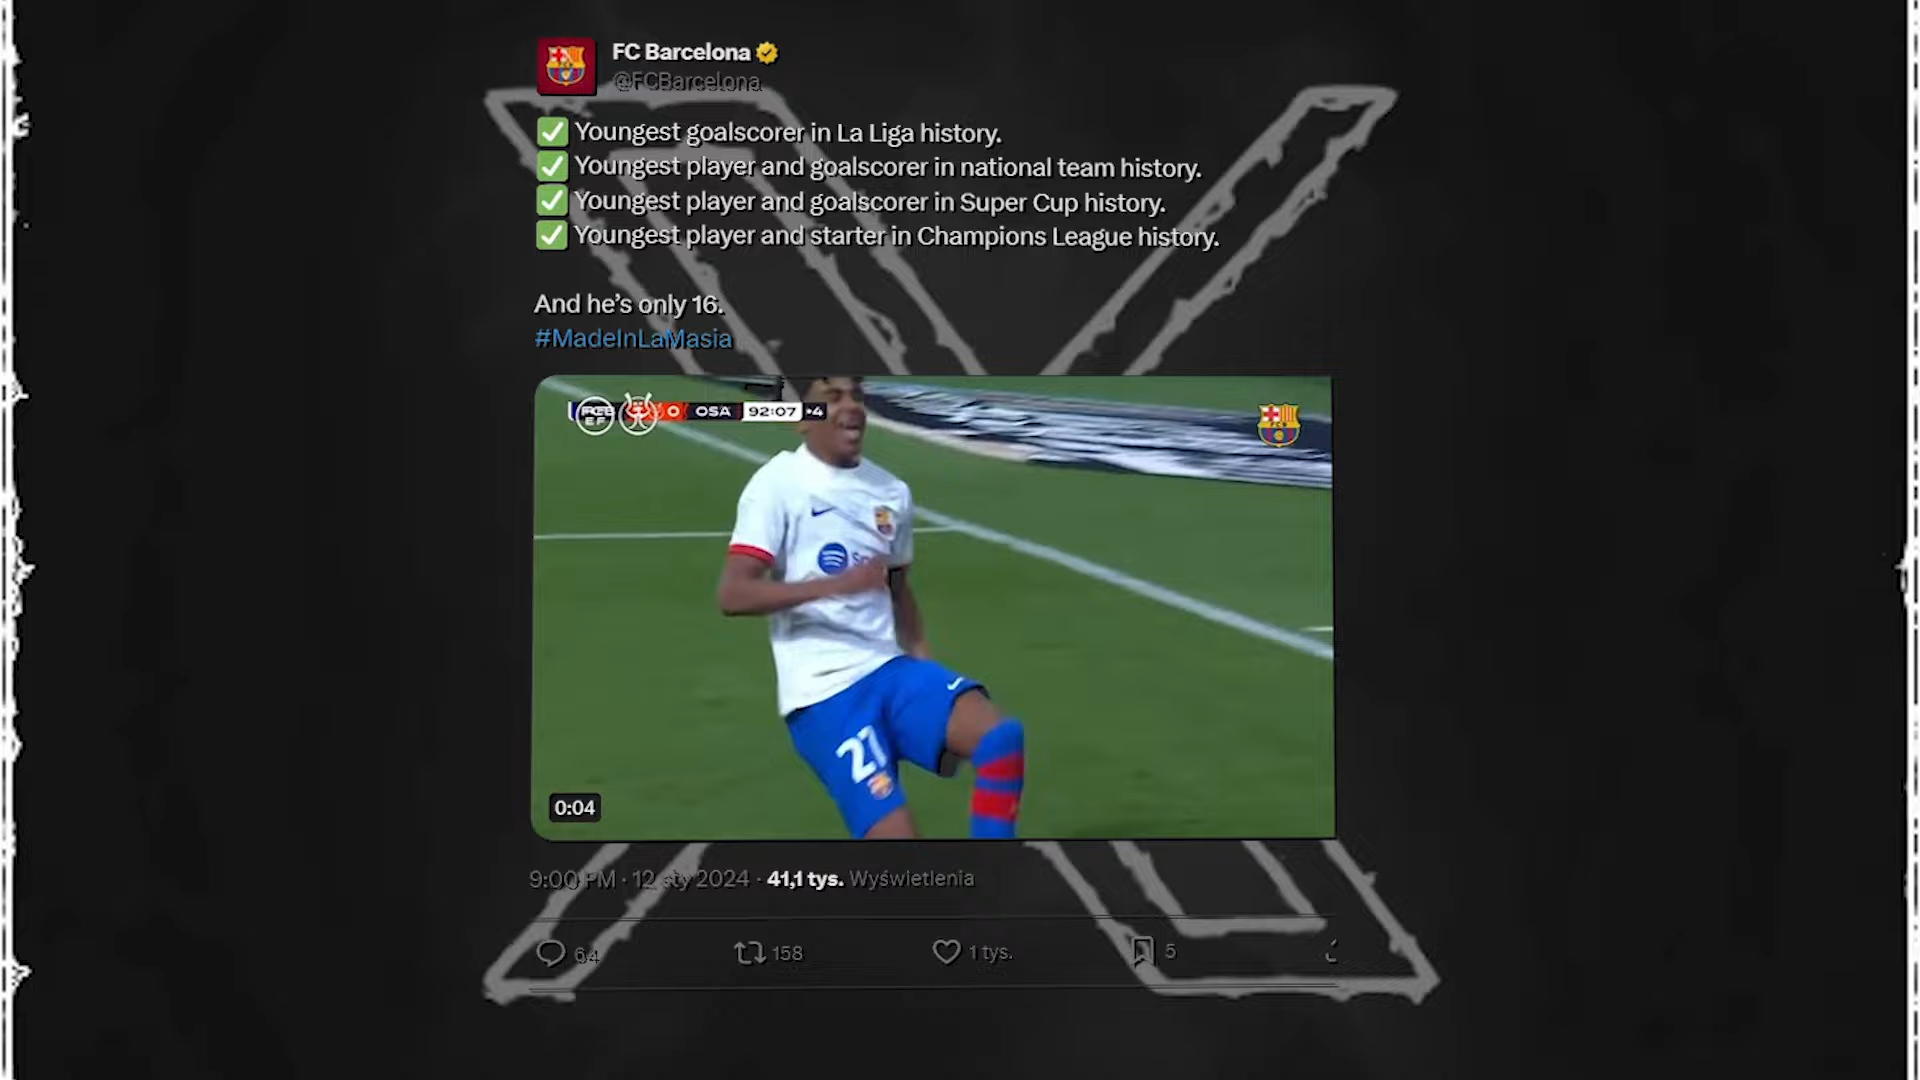 FC Barcelona
@FCBarcelona
✅ Youngest goalscorer in La Liga history.
✅ Youngest player and goalscorer in national team history.
✅ Youngest player and goalscorer in Super Cup history.
✅ Youngest player and starter in Champions League history.
And he's only 16.
#MadeInLaMasia
0 OSA 92:07 +4
27
0:04
9:00 PM · 12 sty 2024 · 41,1 tys. Wyświetlenia
64 158 1 tys. 5